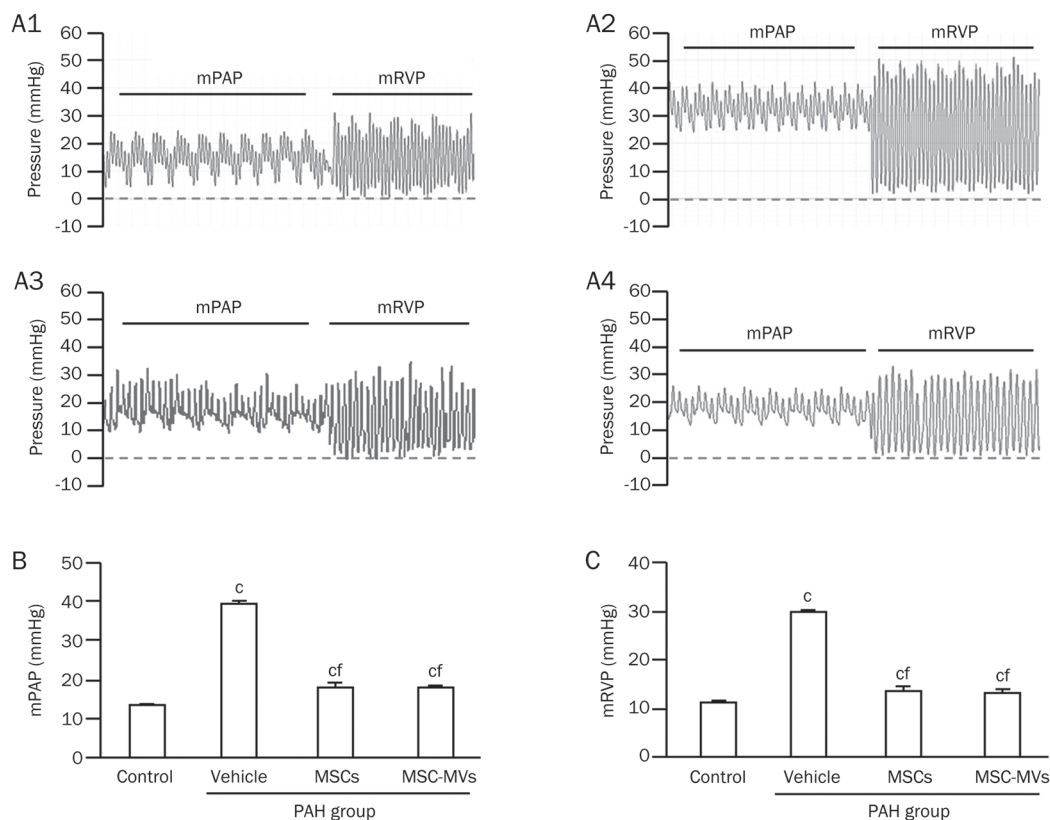 A1
60
50
40
30
20
10
0
-10
Pressure (mmHg)
mPAP
mRVP
A2
60
50
40
30
20
10
0
-10
Pressure (mmHg)
mPAP
mRVP
A3
60
50
40
30
20
10
0
-10
Pressure (mmHg)
mPAP
mRVP
A4
60
50
40
30
20
10
0
-10
Pressure (mmHg)
mPAP
mRVP
B
50
40
30
20
10
0
mPAP (mmHg)
c
cf
cf
Control
Vehicle
MSCs
MSC-MVs
PAH group
C
40
30
20
10
0
mRVP (mmHg)
c
cf
cf
Control
Vehicle
MSCs
MSC-MVs
PAH group